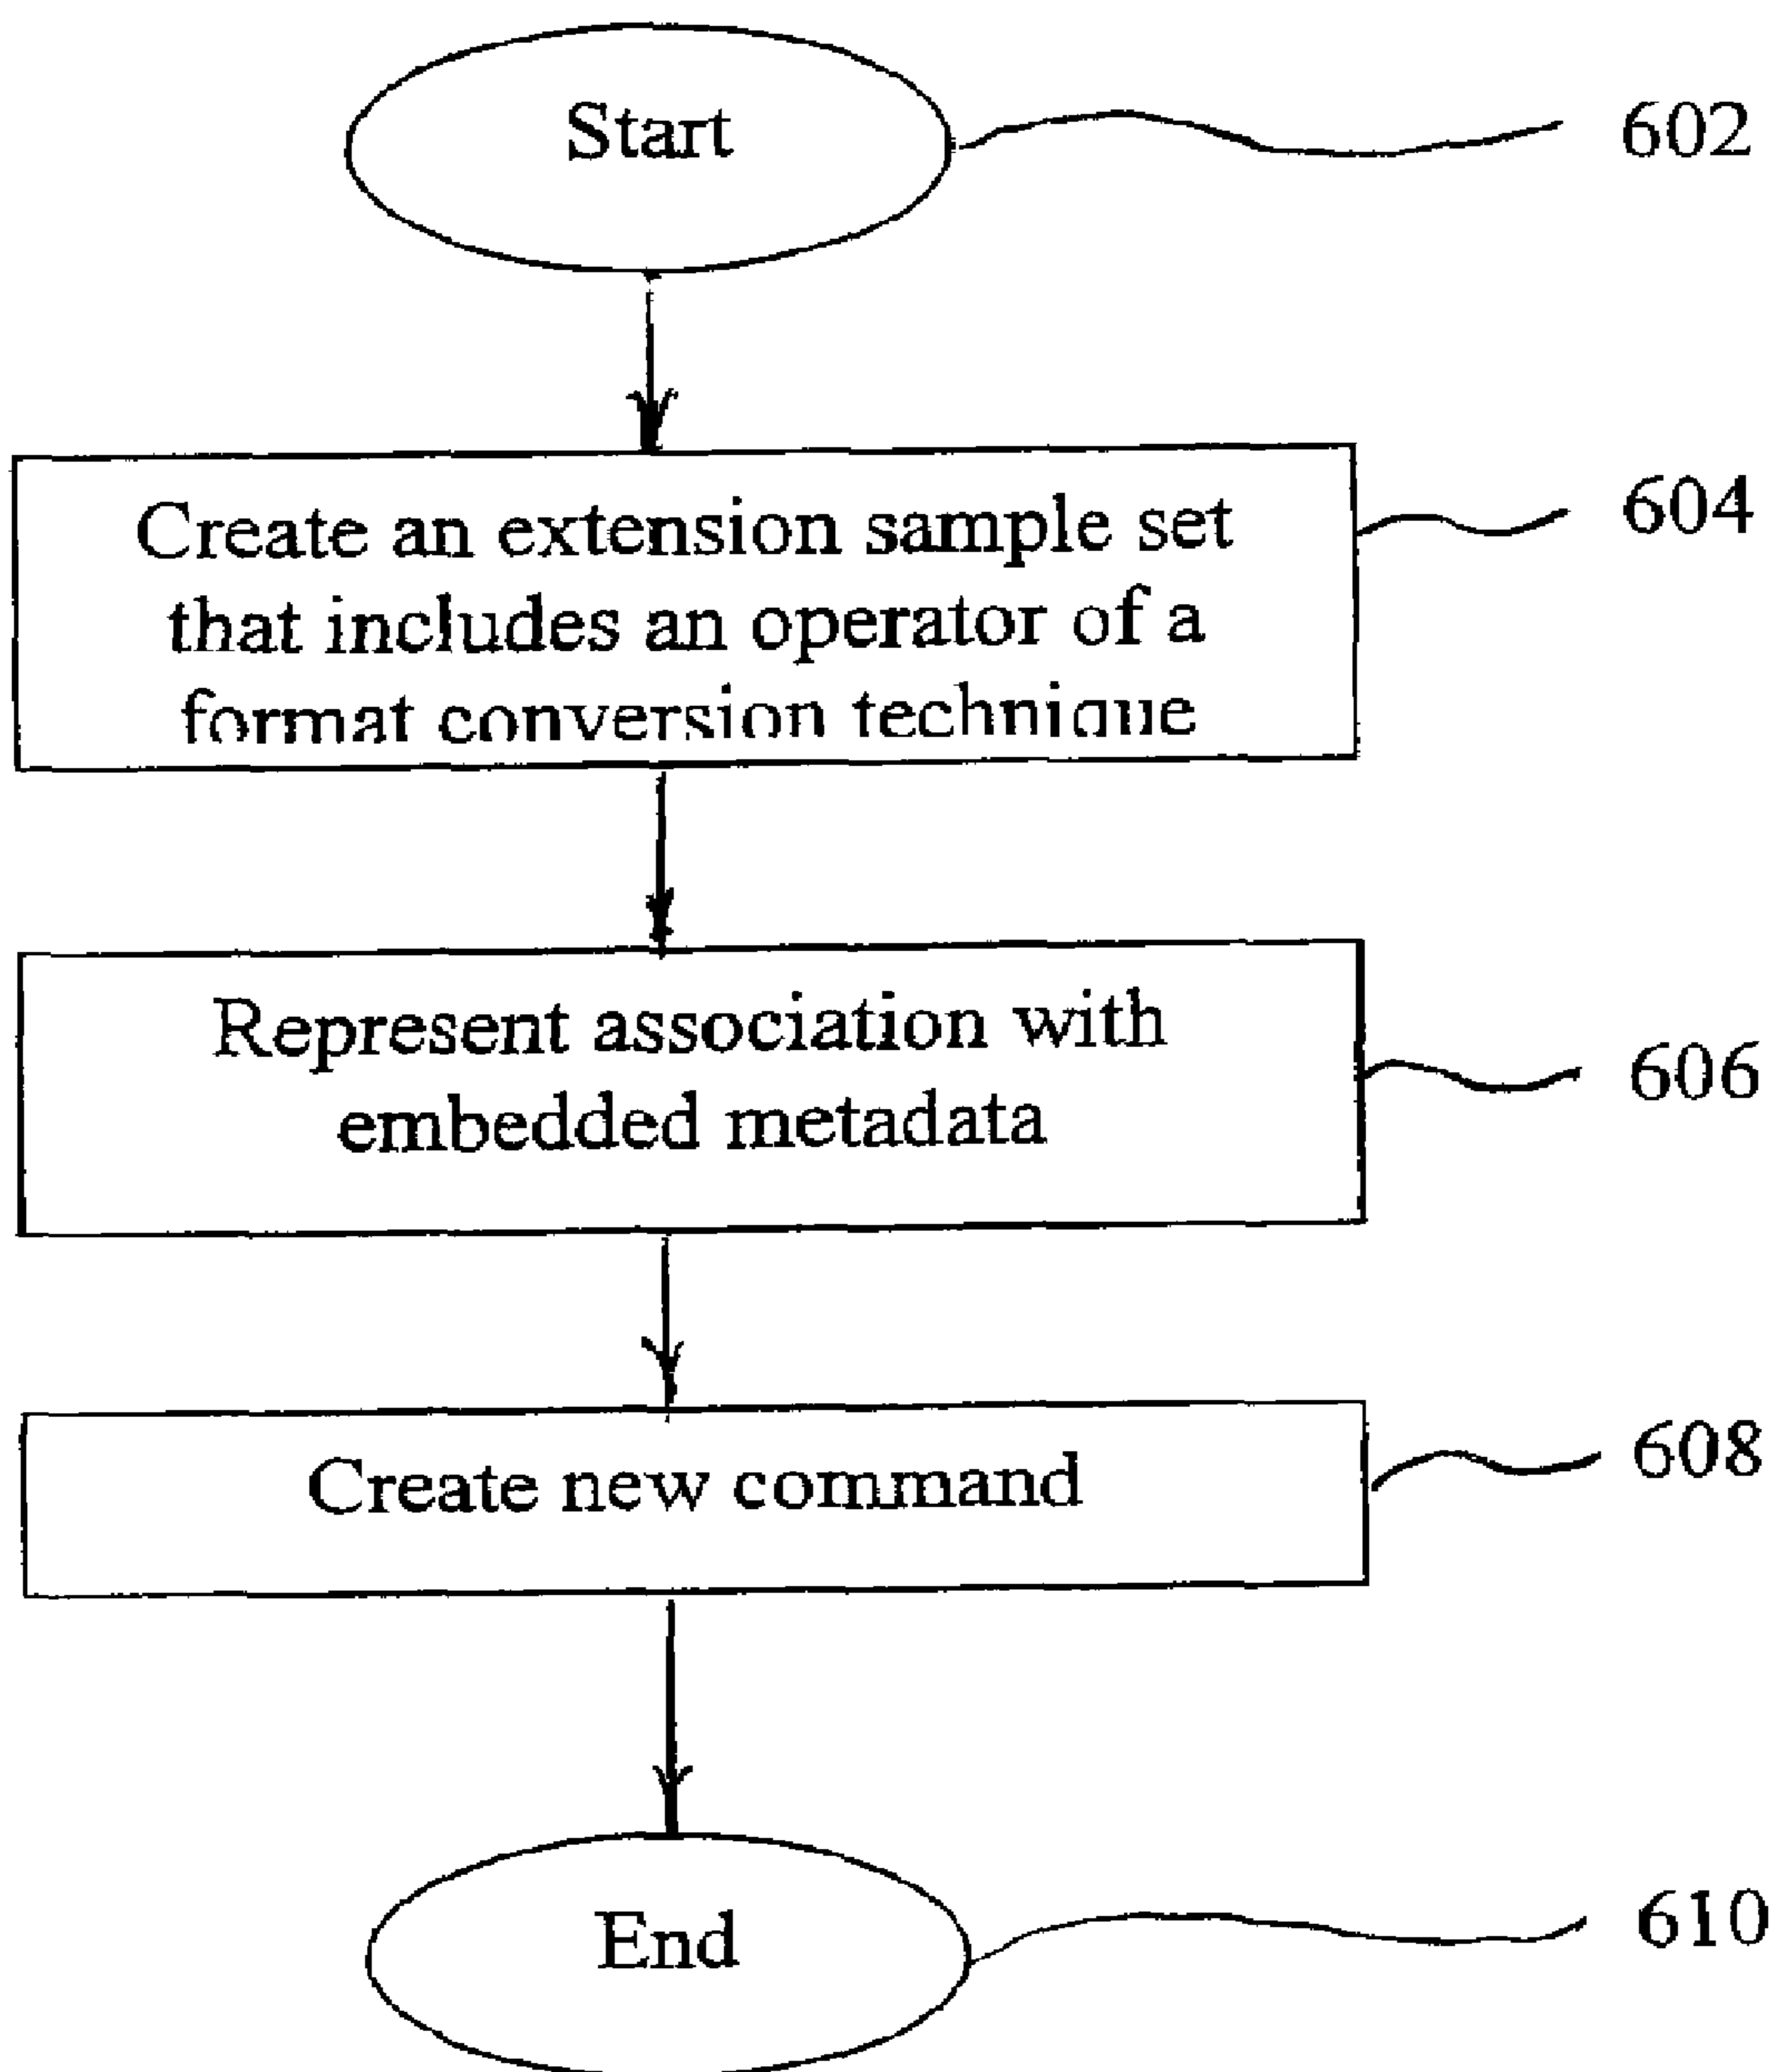 Start
602
Create an extension sample set
that includes an operator of a
format conversion technique
604
Represent association with
embedded metadata
606
Create new command
608
End
610